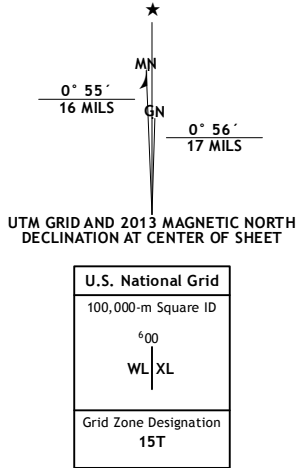 ★
MN
0° 55´
16 MILS
GN
0° 56´
17 MILS
UTM GRID AND 2013 MAGNETIC NORTH
DECLINATION AT CENTER OF SHEET
U.S. National Grid
100,000-m Square ID
⁶00
WL XL
Grid Zone Designation
15T